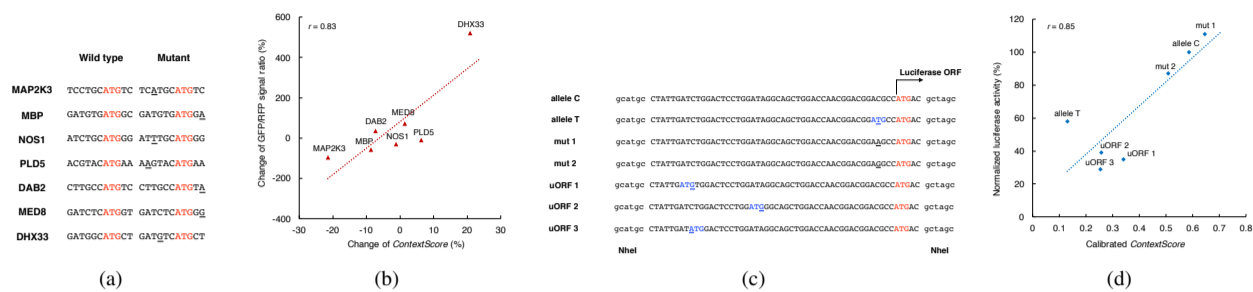 Wild type Mutant
MAP2K3 TCCTGCATGTC TCATGCATGTC
MBP GATGTGATGGC GATGTGATGGA
NOS1 ATCTGCATGGG ATTTGCATGGG
PLD5 ACGTACATGAA AAGTACATGAA
DAB2 CTTGCCATGTC CTTGCCATGTA
MED8 GATCTCATGGT GATCTCATGGG
DHX33 GATGGCATGCT GATGTCATGCT
(a)
r = 0.83
Change of GFP/RFP signal ratio (%)
600
400
200
0
-200
-400
-600
DHX33
MED8
DAB2
NOS1
PLD5
MBP
MAP2K3
-30 -20 -10 0 10 20 30
Change of ContextScore (%)
(b)
Luciferase ORF
allele C gcatgc CTATTGATCTGGACTCCTGGATAGGCAGCTGGACCAACGGACGGACGCCATGAC gctagc
allele T gcatgc CTATTGATCTGGACTCCTGGATAGGCAGCTGGACCAACGGACGGATGCCATGAC gctagc
mut 1 gcatgc CTATTGATCTGGACTCCTGGATAGGCAGCTGGACCAACGGACGGAAGCCATGAC gctagc
mut 2 gcatgc CTATTGATCTGGACTCCTGGATAGGCAGCTGGACCAACGGACGGAGGCCATGAC gctagc
uORF 1 gcatgc CTATTGATGTGGACTCCTGGATAGGCAGCTGGACCAACGGACGGACGCCATGAC gctagc
uORF 2 gcatgc CTATTGATCTGGACTCCTGGATGGGCAGCTGGACCAACGGACGGACGCCATGAC gctagc
uORF 3 gcatgc CTATTGATATGGACTCCTGGATAGGCAGCTGGACCAACGGACGGACGCCATGAC gctagc
NheI NheI
(c)
r = 0.85
Normalized luciferase activity (%)
120
100
80
60
40
20
0
mut 1
allele C
mut 2
allele T
uORF 2
uORF 1
uORF 3
0 0.1 0.2 0.3 0.4 0.5 0.6 0.7 0.8
Calibrated ContextScore
(d)